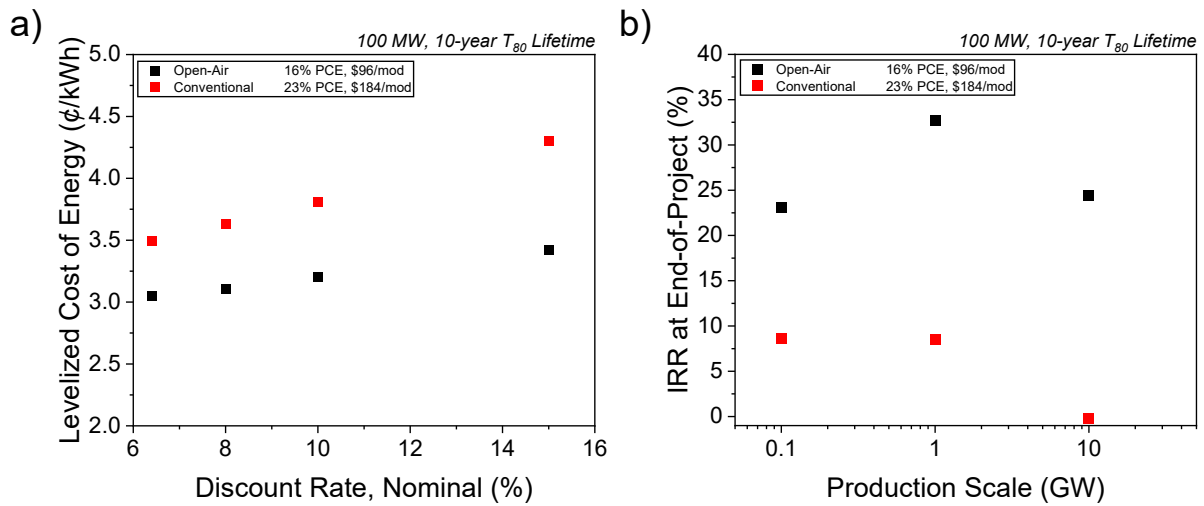 a)
100 MW, 10-year T80 Lifetime
Open-Air 16% PCE, $96/mod
Conventional 23% PCE, $184/mod
Levelized Cost of Energy (¢/kWh)
5.0
4.5
4.0
3.5
3.0
2.5
2.0
6 8 10 12 14 16
Discount Rate, Nominal (%)
b)
100 MW, 10-year T80 Lifetime
Open-Air 16% PCE, $96/mod
Conventional 23% PCE, $184/mod
IRR at End-of-Project (%)
40
35
30
25
20
15
10
5
0
0.1 1 10
Production Scale (GW)